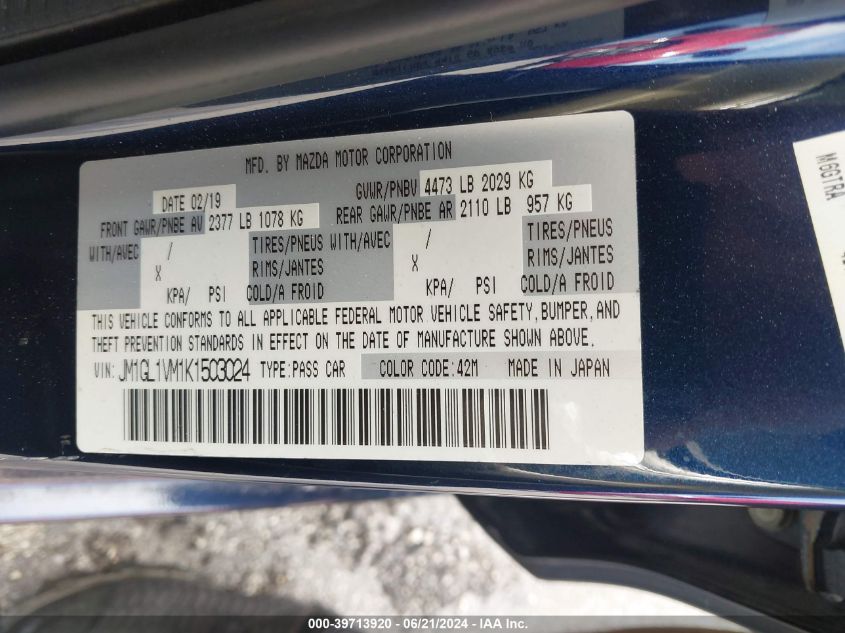 MFD. BY MAZDA MOTOR CORPORATION
DATE 02/19 GVWR/PNBV 4473 LB 2029 KG
FRONT GAWR/PNBE AV 2377 LB 1078 KG REAR GAWR/PNBE AR 2110 LB 957 KG
WITH/AVEC / TIRES/PNEUS WITH/AVEC / TIRES/PNEUS
X RIMS/JANTES X RIMS/JANTES
KPA/ PSI COLD/A FROID KPA/ PSI COLD/A FROID
THIS VEHICLE CONFORMS TO ALL APPLICABLE FEDERAL MOTOR VEHICLE SAFETY, BUMPER, AND
THEFT PREVENTION STANDARDS IN EFFECT ON THE DATE OF MANUFACTURE SHOWN ABOVE.
VIN: JM1GL1VM1K1503024 TYPE: PASS CAR COLOR CODE: 42M MADE IN JAPAN
M6GTRA
000-39713920 / 06/21/2024 / IAA Inc.